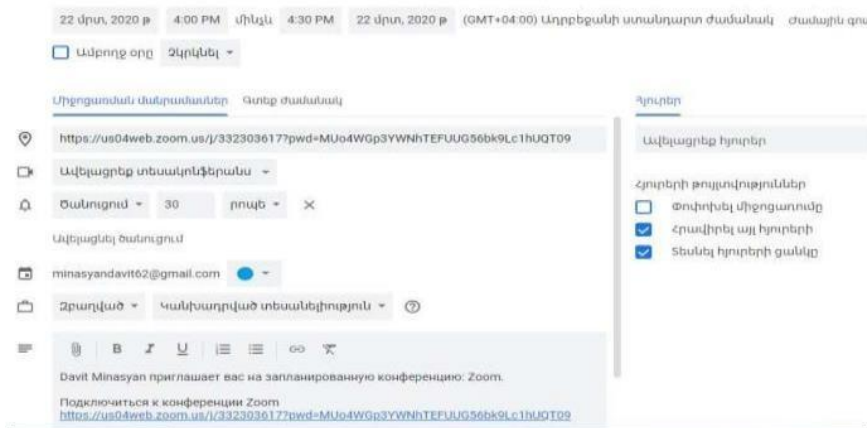 22 մրտ, 2020 թ 4:00 PM մինչև 4:30 PM 22 մրտ, 2020 թ (GMT+04:00) Ադրբեջանի ստանդարտ ժամանակ Ժամային գոտ
Ամբողջ օրը Չկրկնել
Միջոցառման մանրամասներ Գտեք ժամանակ
Հյուրեր
https://us04web.zoom.us/j/332303617?pwd=MUo4WGp3YWNhTEFUUG56bk9Lc1hUQT09
Ավելացրեք հյուրեր
Ավելացրեք տեսակոնֆերանս
Ծանուցում 30 րոպե
Հյուրերի թույլտվություններ
Փոփոխել միջոցառումը
Հրավիրել այլ հյուրերի
Տեսնել հյուրերի ցանկը
Ավելացնել ծանուցում
minasyandavit62@gmail.com
Զբաղված Կանխադրված տեսանելիություն
B I U
Davit Minasyan приглашает вас на запланированную конференцию: Zoom.
Подключиться к конференции Zoom
https://us04web.zoom.us/j/332303617?pwd=MUo4WGp3YWNhTEFUUG56bk9Lc1hUQT09